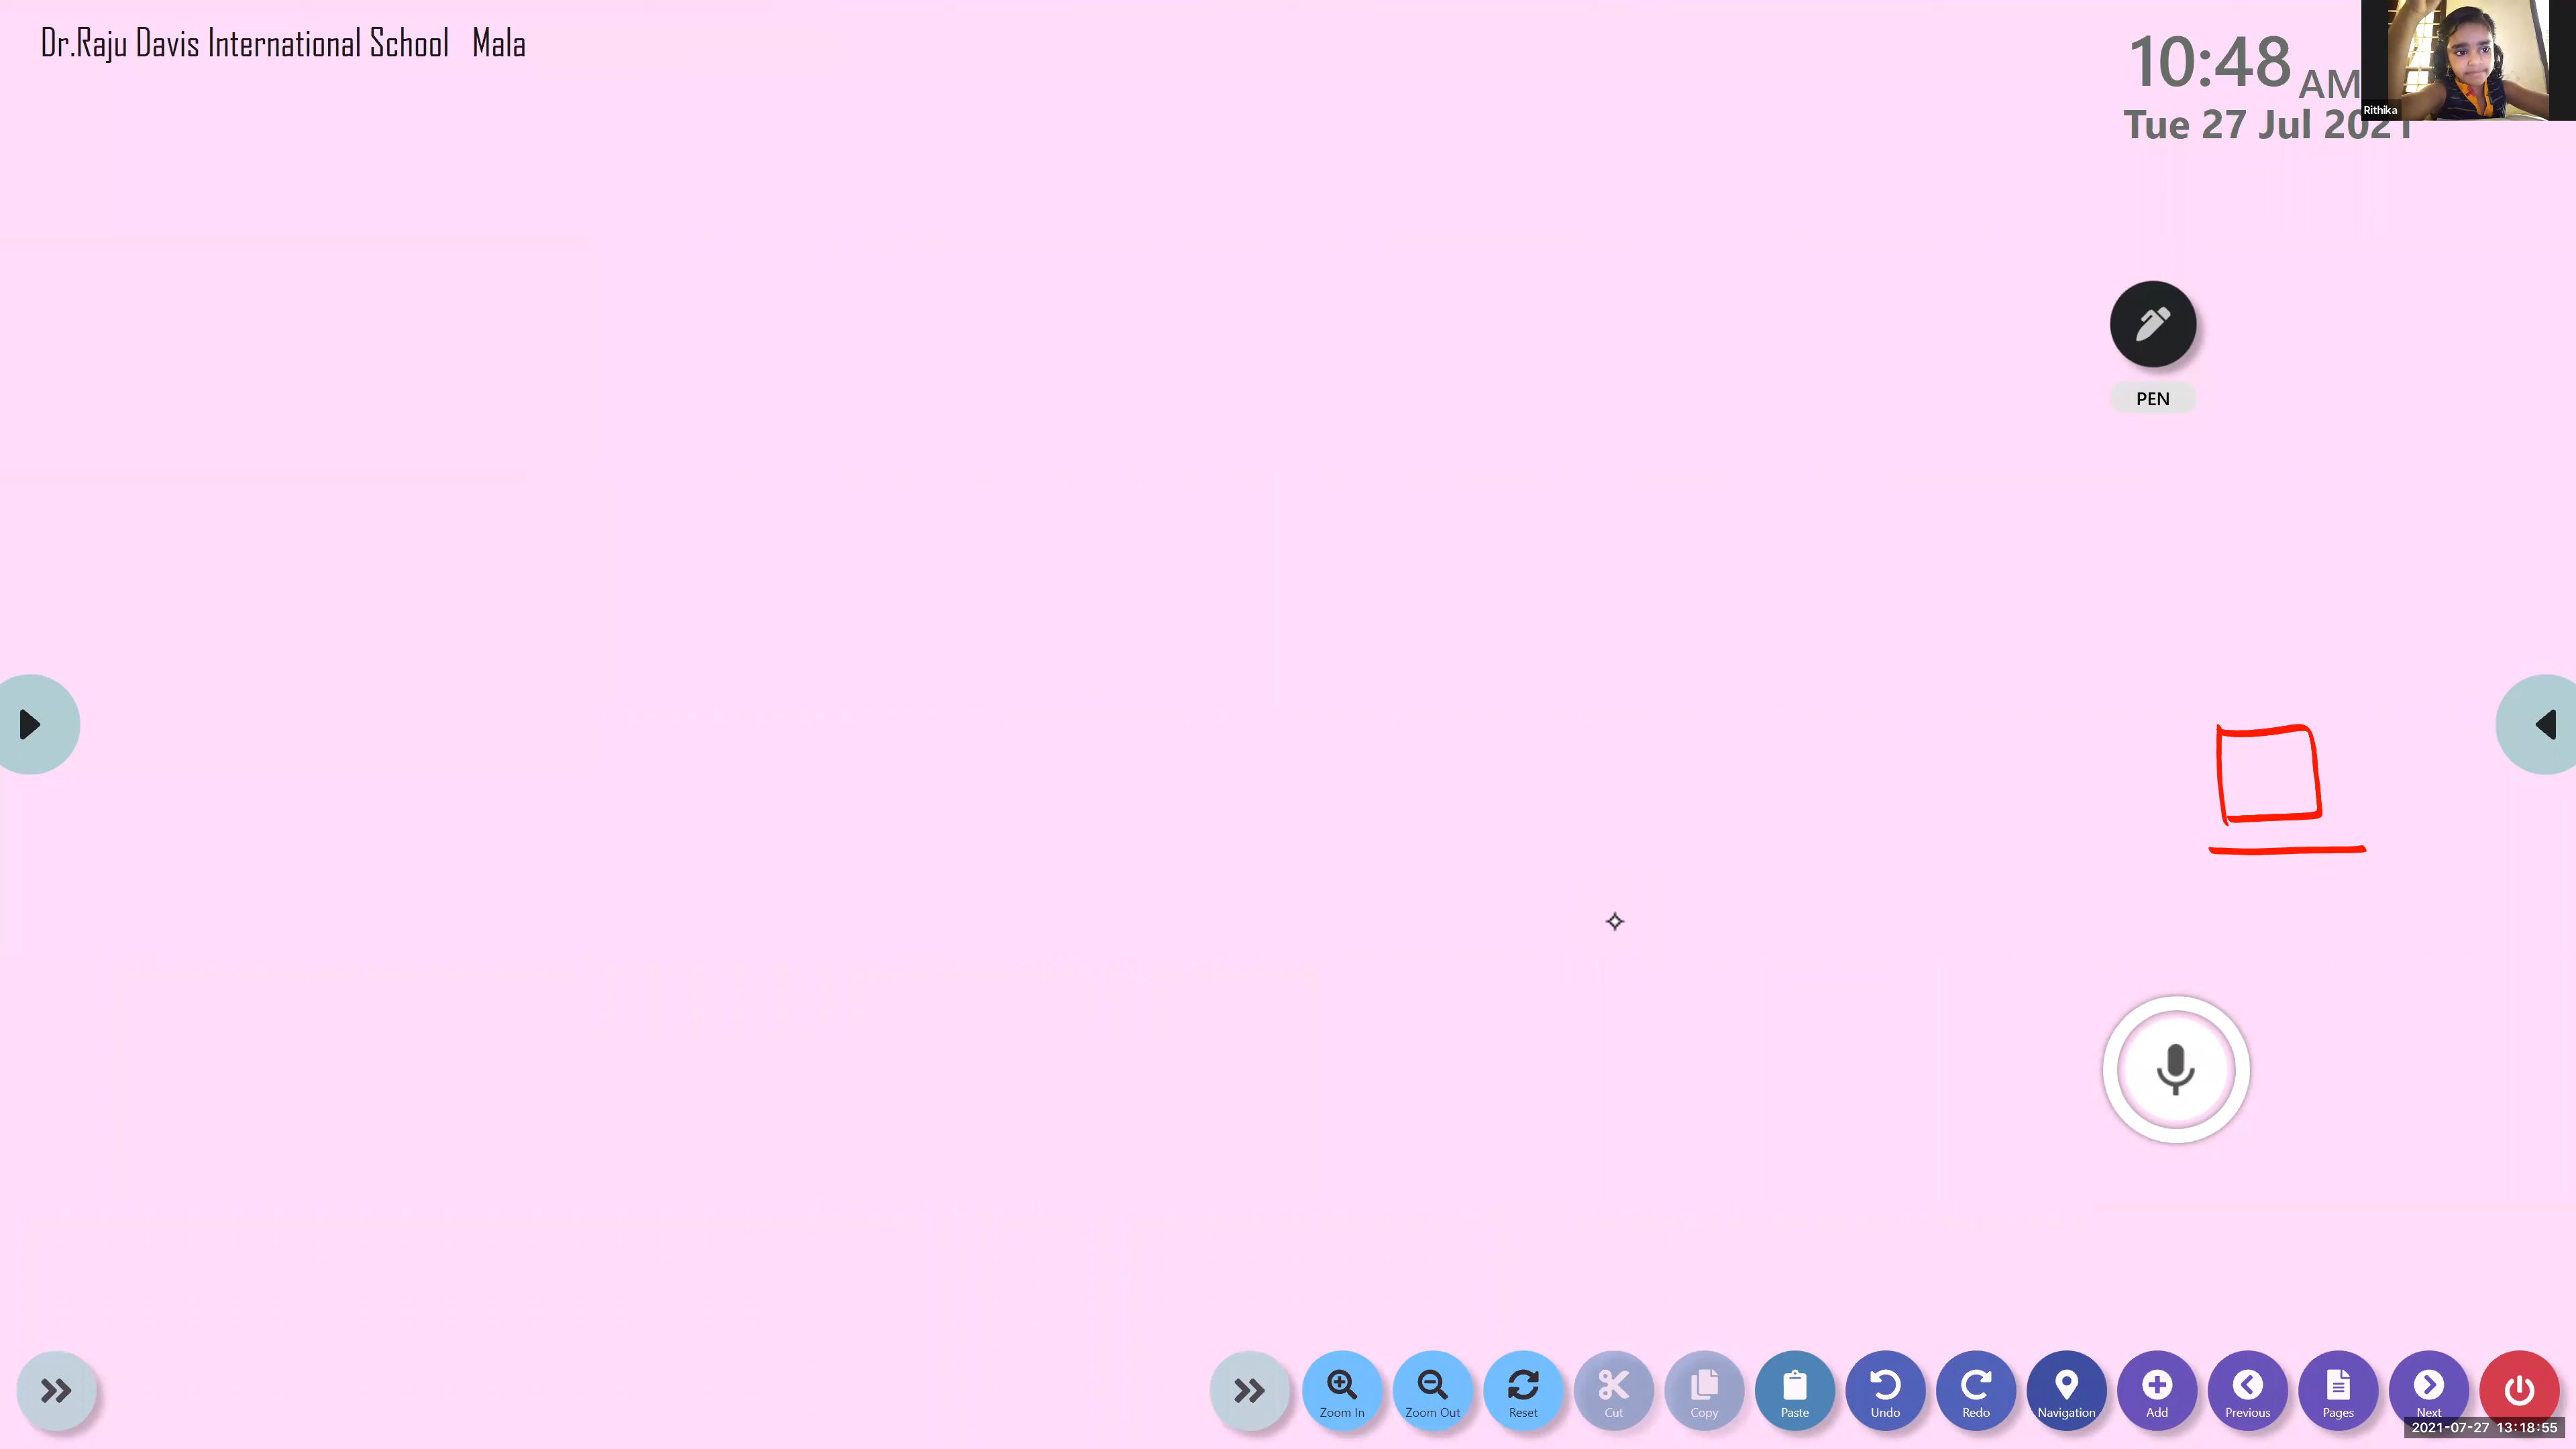 Dr.Raju Davis International School Mala
10:48 AM
Tue 27 Jul 2021
Rithika
PEN
Zoom In
Zoom Out
Reset
Cut
Copy
Paste
Undo
Redo
Navigation
Add
Previous
Pages
Next
2021-07-27 13:18:55